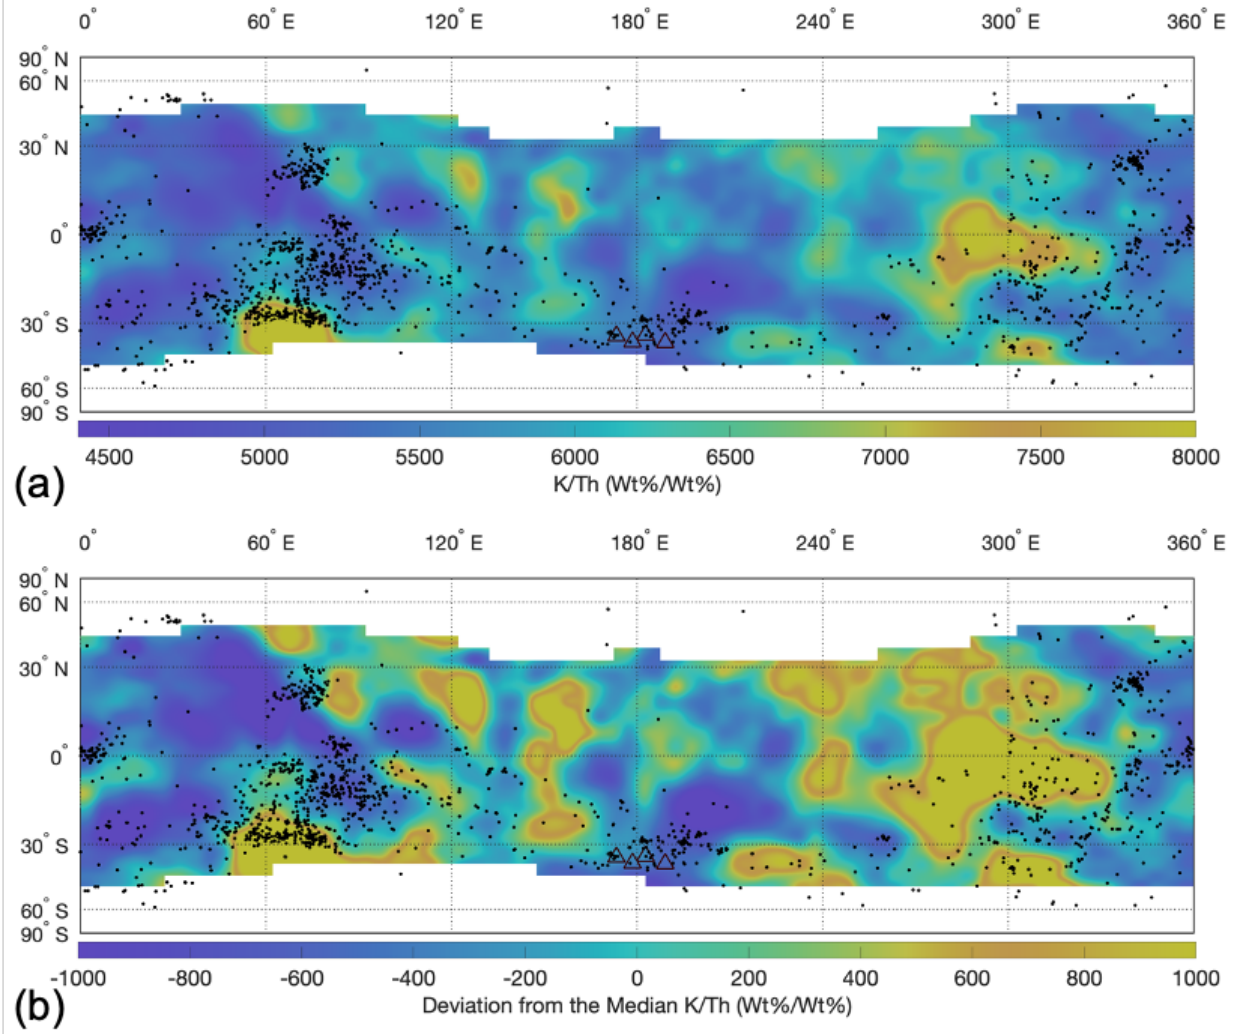 0° 60° E 120° E 180° E 240° E 300° E 360° E
90° N
60° N
30° N
0°
30° S
60° S
90° S
4500 5000 5500 6000 6500 7000 7500 8000
(a) K/Th (Wt%/Wt%)
0° 60° E 120° E 180° E 240° E 300° E 360° E
90° N
60° N
30° N
0°
30° S
60° S
90° S
-1000 -800 -600 -400 -200 0 200 400 600 800 1000
(b) Deviation from the Median K/Th (Wt%/Wt%)